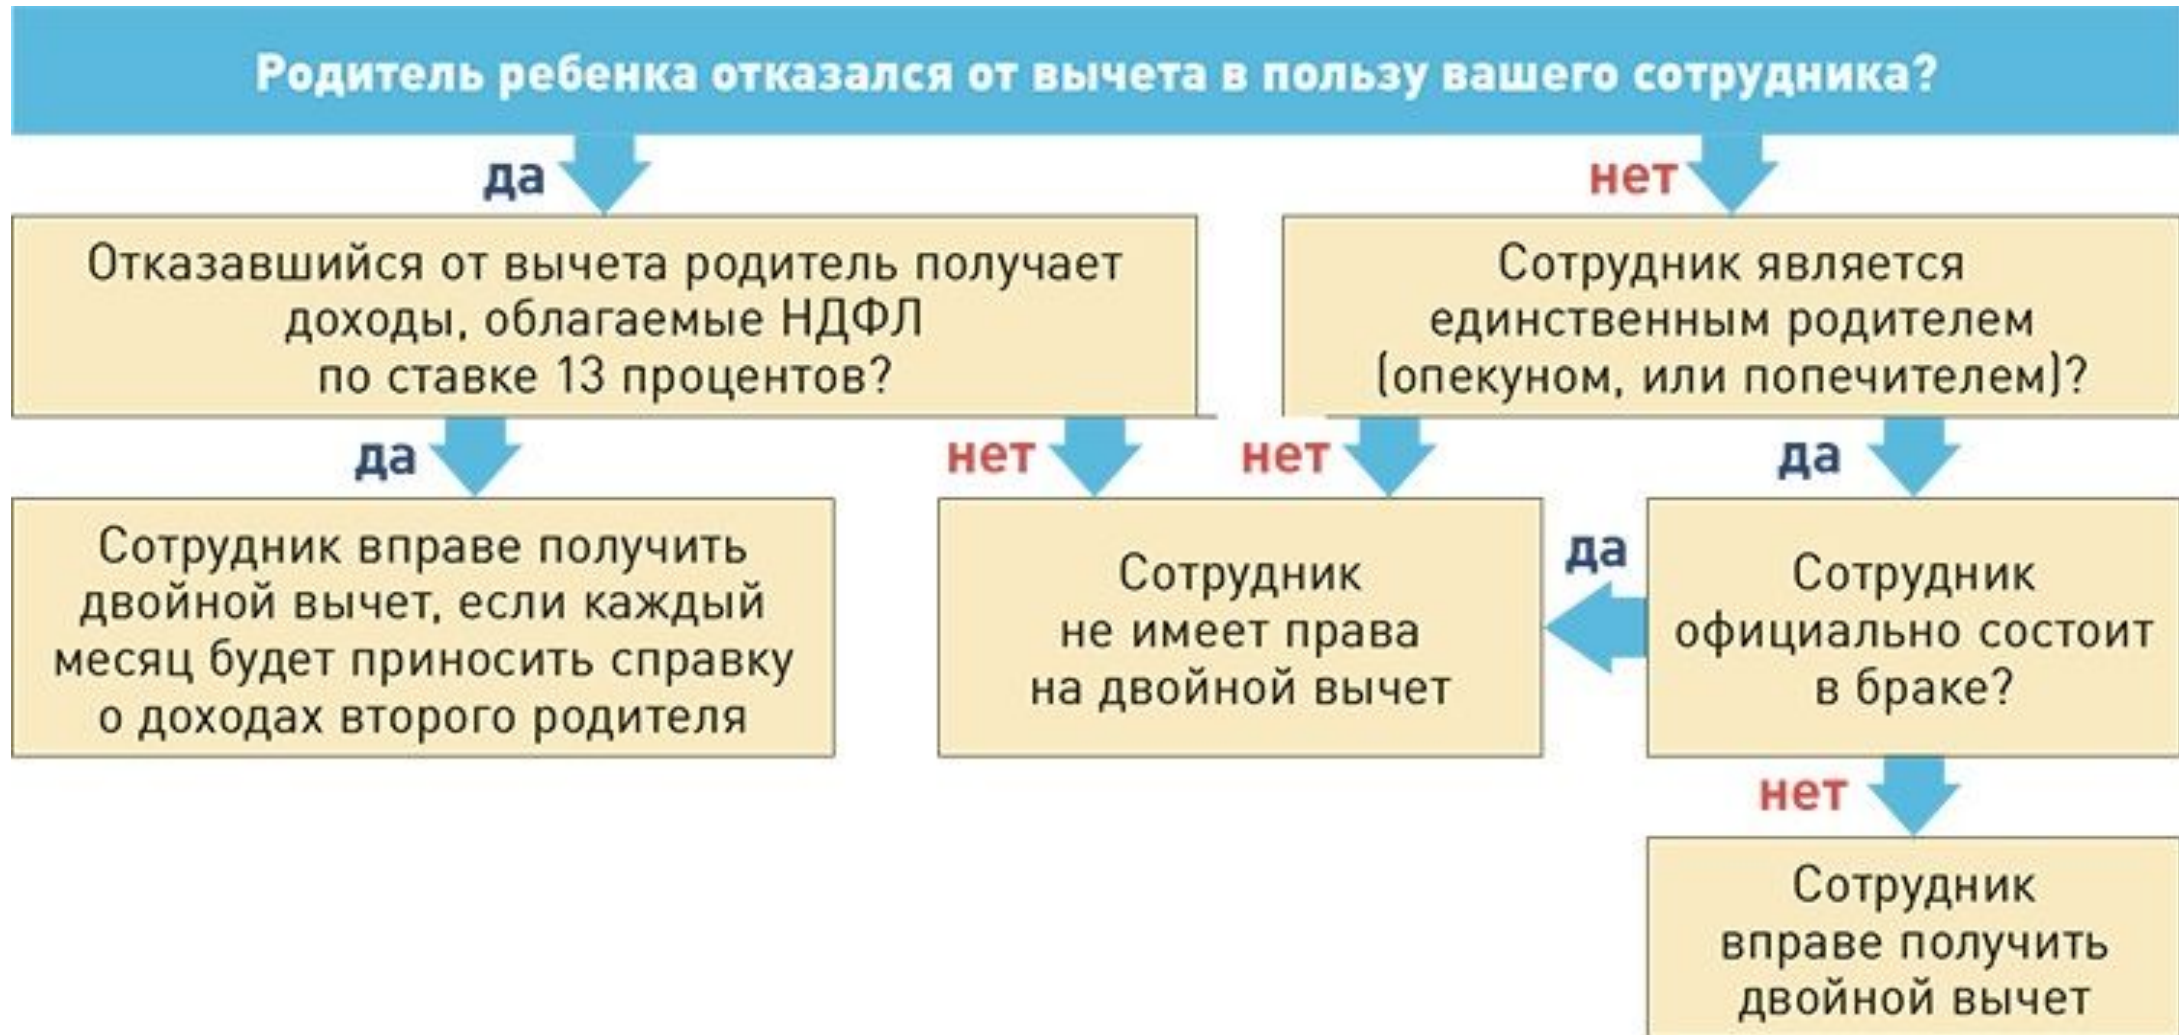 Родитель ребенка отказался от вычета в пользу вашего сотрудника?
да
нет
Отказавшийся от вычета родитель получает
доходы, облагаемые НДФЛ
по ставке 13 процентов?
Сотрудник является
единственным родителем
(опекуном, или попечителем)?
да
нет
нет
да
Сотрудник вправе получить
двойной вычет, если каждый
месяц будет приносить справку
о доходах второго родителя
Сотрудник
не имеет права
на двойной вычет
да
Сотрудник
официально состоит
в браке?
нет
Сотрудник
вправе получить
двойной вычет